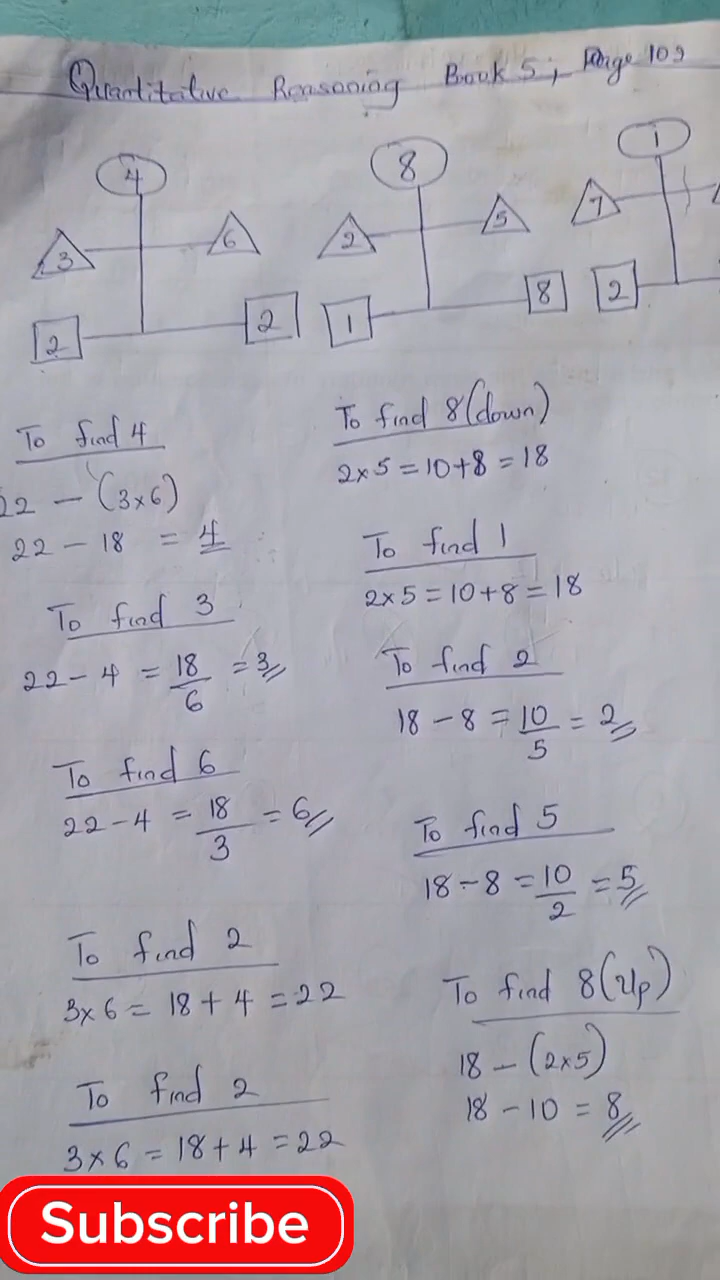 Quantitative Reasoning Book 5; Page 109
4
3 6
2 2
8
2 5
1 8
1
7
2
To find 4
22 - (3x6)
22 - 18 = 4
To find 3
22 - 4 = 18/6 = 3
To find 6
22 - 4 = 18/3 = 6
To find 2
3x6 = 18 + 4 = 22
To find 2
3x6 = 18 + 4 = 22
To find 8(down)
2x5 = 10+8 = 18
To find 1
2x5 = 10+8 = 18
To find 2
18 - 8 = 10/5 = 2
To find 5
18 - 8 = 10/2 = 5
To find 8(Up)
18 - (2x5)
18 - 10 = 8
Subscribe